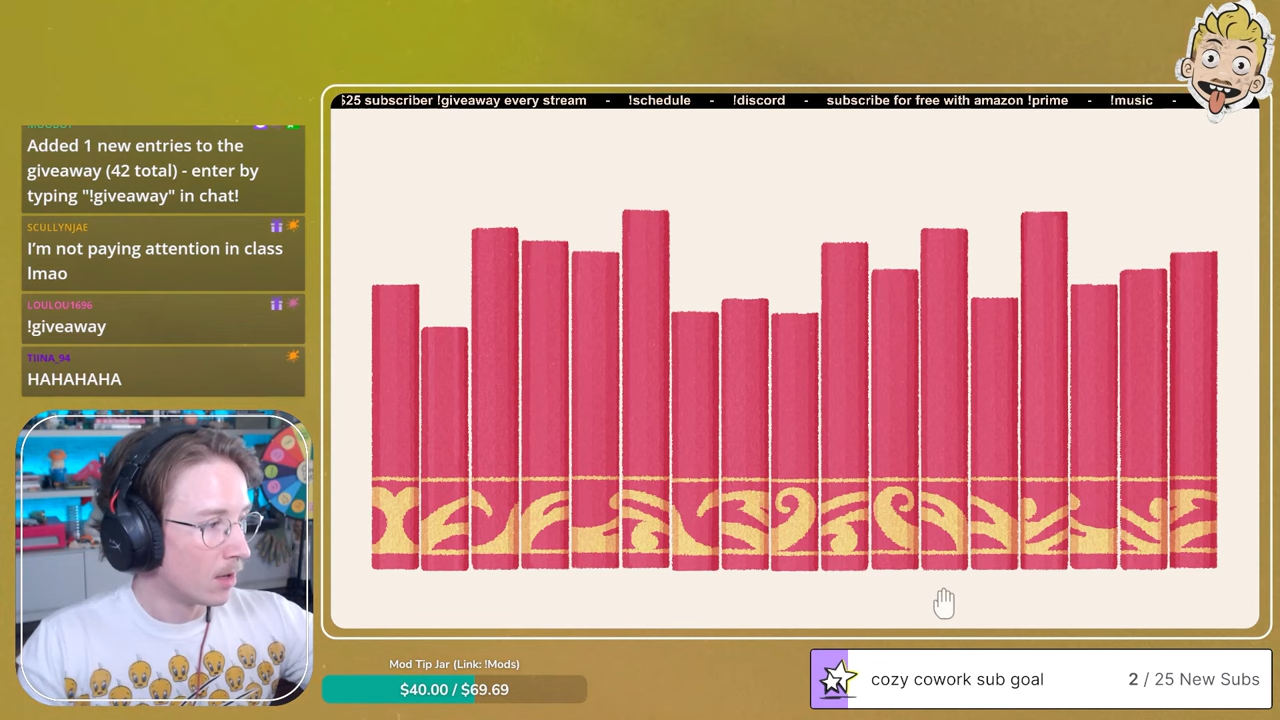 $25 subscriber !giveaway every stream - !schedule - !discord - subscribe for free with amazon !prime - !music -
Added 1 new entries to the
giveaway (42 total) - enter by
typing "!giveaway" in chat!
SCULLYNJAE
I'm not paying attention in class
lmao
LOULOU1696
!giveaway
TIINA_94
HAHAHAHA
Mod Tip Jar (Link: !Mods)
$40.00 / $69.69
cozy cowork sub goal
2 / 25 New Subs